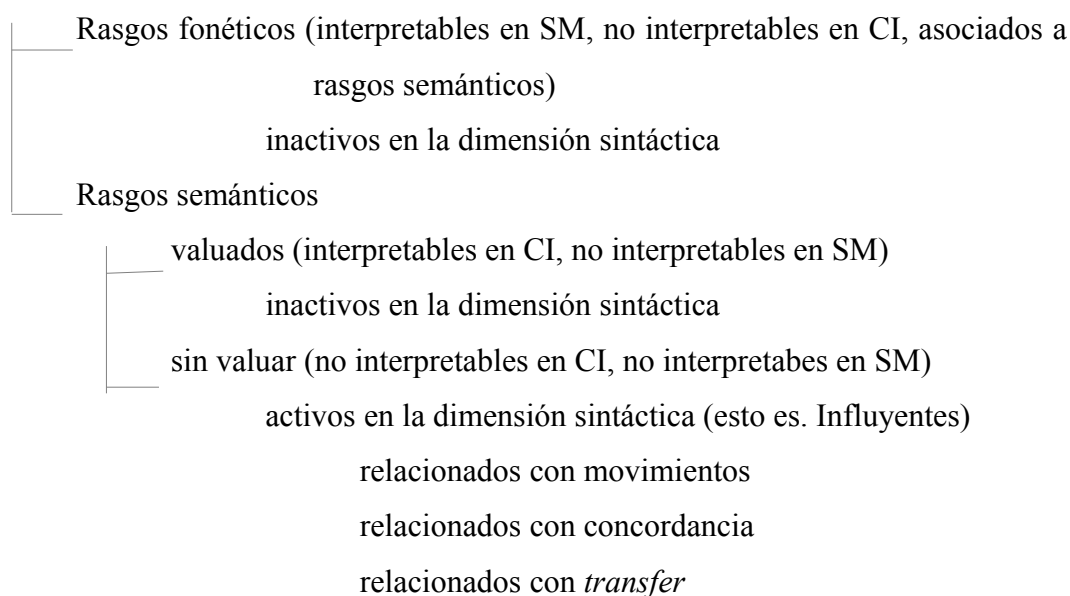 Rasgos fonéticos (interpretables en SM, no interpretables en CI, asociados a
rasgos semánticos)
inactivos en la dimensión sintáctica
Rasgos semánticos
valuados (interpretables en CI, no interpretables en SM)
inactivos en la dimensión sintáctica
sin valuar (no interpretables en CI, no interpretabes en SM)
activos en la dimensión sintáctica (esto es. Influyentes)
relacionados con movimientos
relacionados con concordancia
relacionados con transfer